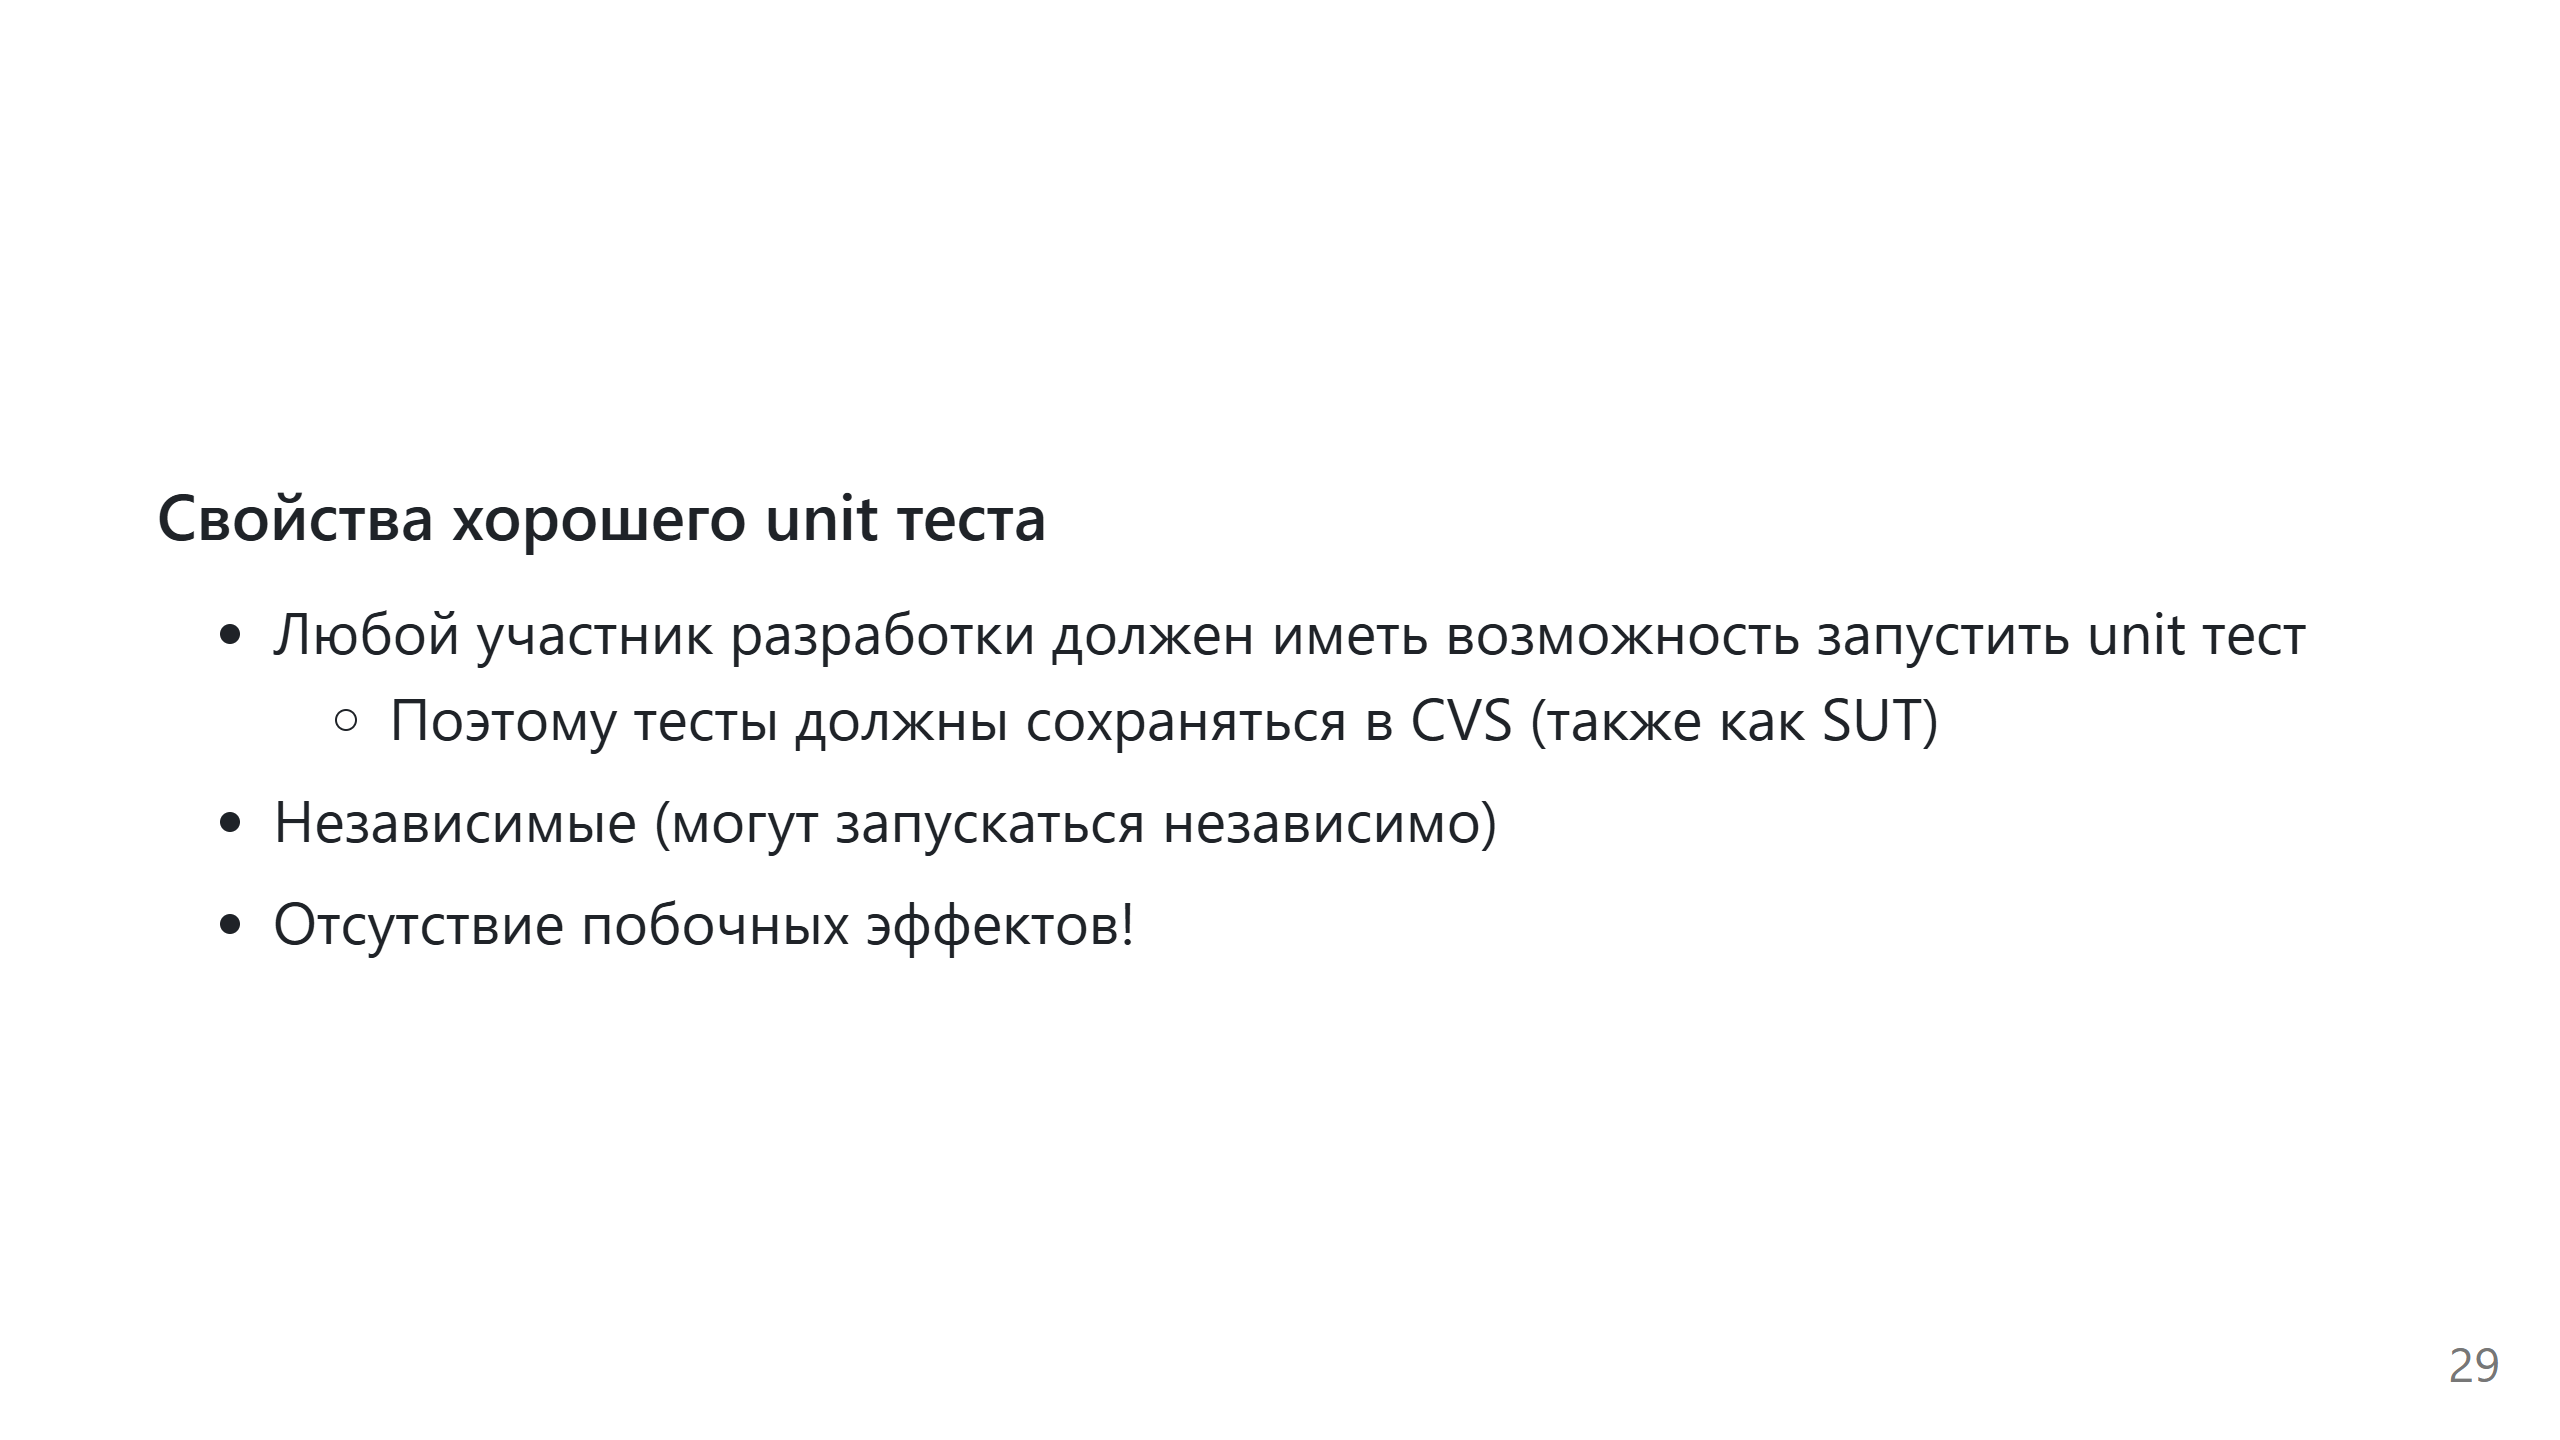 Свойства хорошего unit теста
Любой участник разработки должен иметь возможность запустить unit тест
Поэтому тесты должны сохраняться в CVS (также как SUT)
Независимые (могут запускаться независимо)
Отсутствие побочных эффектов!
29